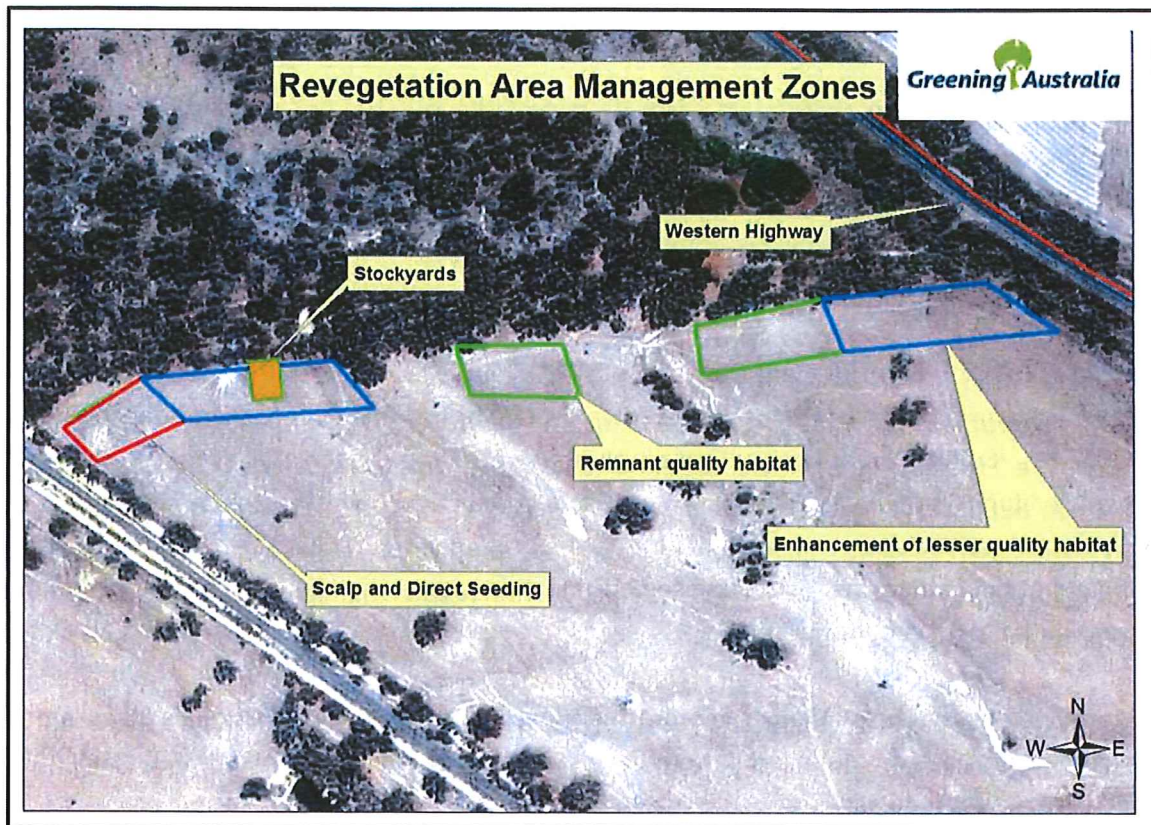 Revegetation Area Management Zones
Greening Australia
Western Highway
Stockyards
Remnant quality habitat
Enhancement of lesser quality habitat
Scalp and Direct Seeding
N
W E
S